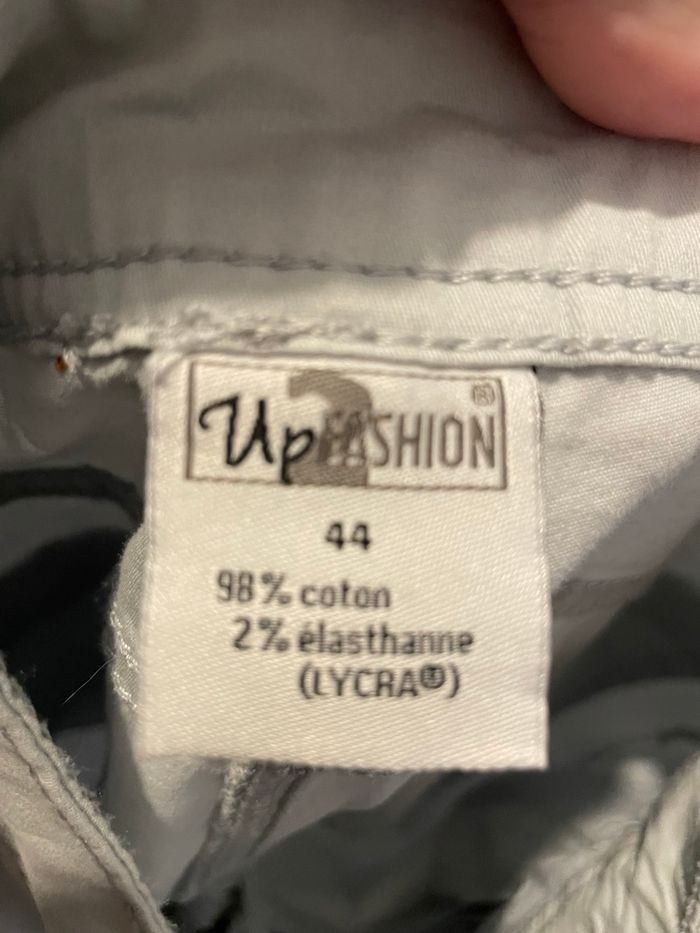 Up2FASHION®
44
98% coton
2% élasthanne
(LYCRA®)